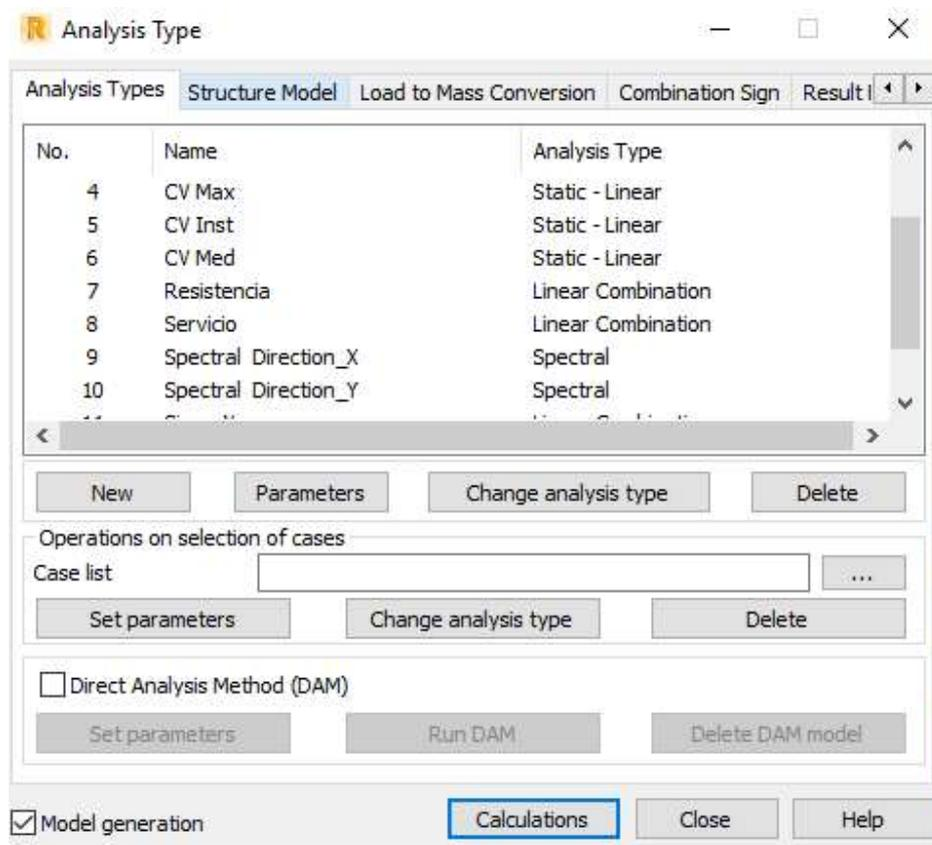 Analysis Type
Analysis Types Structure Model Load to Mass Conversion Combination Sign Result
No. Name Analysis Type
4 CV Max Static - Linear
5 CV Inst Static - Linear
6 CV Med Static - Linear
7 Resistencia Linear Combination
8 Servicio Linear Combination
9 Spectral Direction_X Spectral
10 Spectral Direction_Y Spectral
New Parameters Change analysis type Delete
Operations on selection of cases
Case list ...
Set parameters Change analysis type Delete
Direct Analysis Method (DAM)
Set parameters Run DAM Delete DAM model
Model generation Calculations Close Help